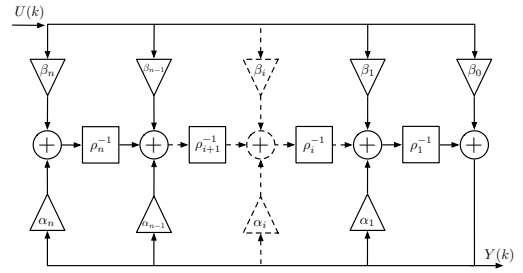 U(k)
β_n β_{n-1} β_i β_1 β_0
+ ρ_n^{-1} + ρ_{i+1}^{-1} + ρ_i^{-1} + ρ_1^{-1} +
α_n α_{n-1} α_i α_1
Y(k)